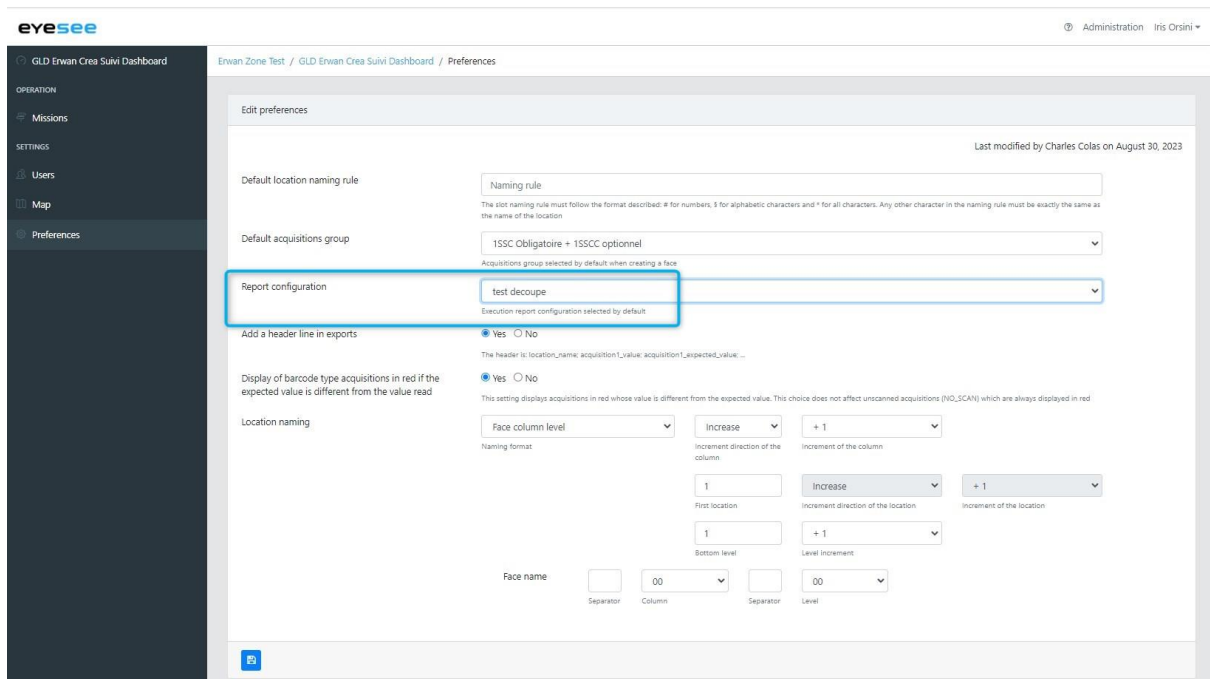 eyesee
Administration Iris Orsini
GLD Erwan Crea Suivi Dashboard
Erwan Zone Test / GLD Erwan Crea Suivi Dashboard / Preferences
OPERATION
Missions
SETTINGS
Users
Map
Preferences
Edit preferences
Last modified by Charles Colas on August 30, 2023
Default location naming rule
Naming rule
The slot naming rule must follow the format described: # for numbers, $ for alphabetic characters and * for all characters. Any other character in the naming rule must be exactly the same as
the name of the location
Default acquisitions group
1SSC Obligatoire + 1SSCC optionnel
Acquisitions group selected by default when creating a face
Report configuration
test decoupe
Execution report configuration selected by default
Add a header line in exports
Yes No
The header is: location_name; acquisition1_value; acquisition1_expected_value; ...
Display of barcode type acquisitions in red if the
expected value is different from the value read
Yes No
This setting displays acquisitions in red whose value is different from the expected value. This choice does not affect unscanned acquisitions (NO_SCAN) which are always displayed in red
Location naming
Face column level Increase + 1
Naming format Increment direction of the
column Increment of the column
1 Increase + 1
First location Increment direction of the location Increment of the location
1 + 1
Bottom level Level increment
Face name 00 00
Separator Column Separator Level